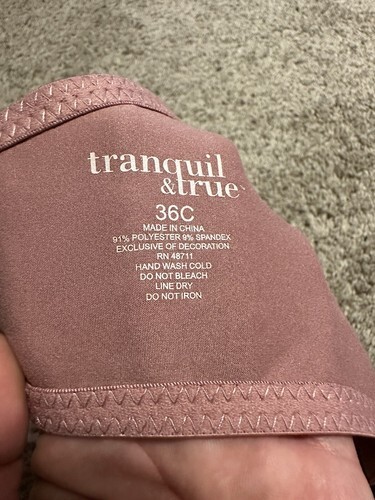 tranquil
&true
36C
MADE IN CHINA
91% POLYESTER 9% SPANDEX
EXCLUSIVE OF DECORATION
RN 48711
HAND WASH COLD
DO NOT BLEACH
LINE DRY
DO NOT IRON